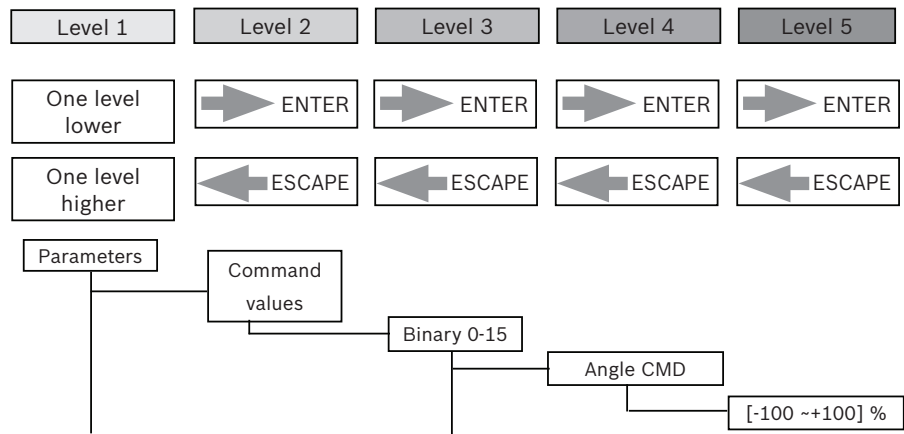 Level 1 Level 2 Level 3 Level 4 Level 5
One level
lower
ENTER ENTER ENTER ENTER
One level
higher
ESCAPE ESCAPE ESCAPE ESCAPE
Parameters
Command
values
Binary 0-15
Angle CMD
[-100 ~+100] %